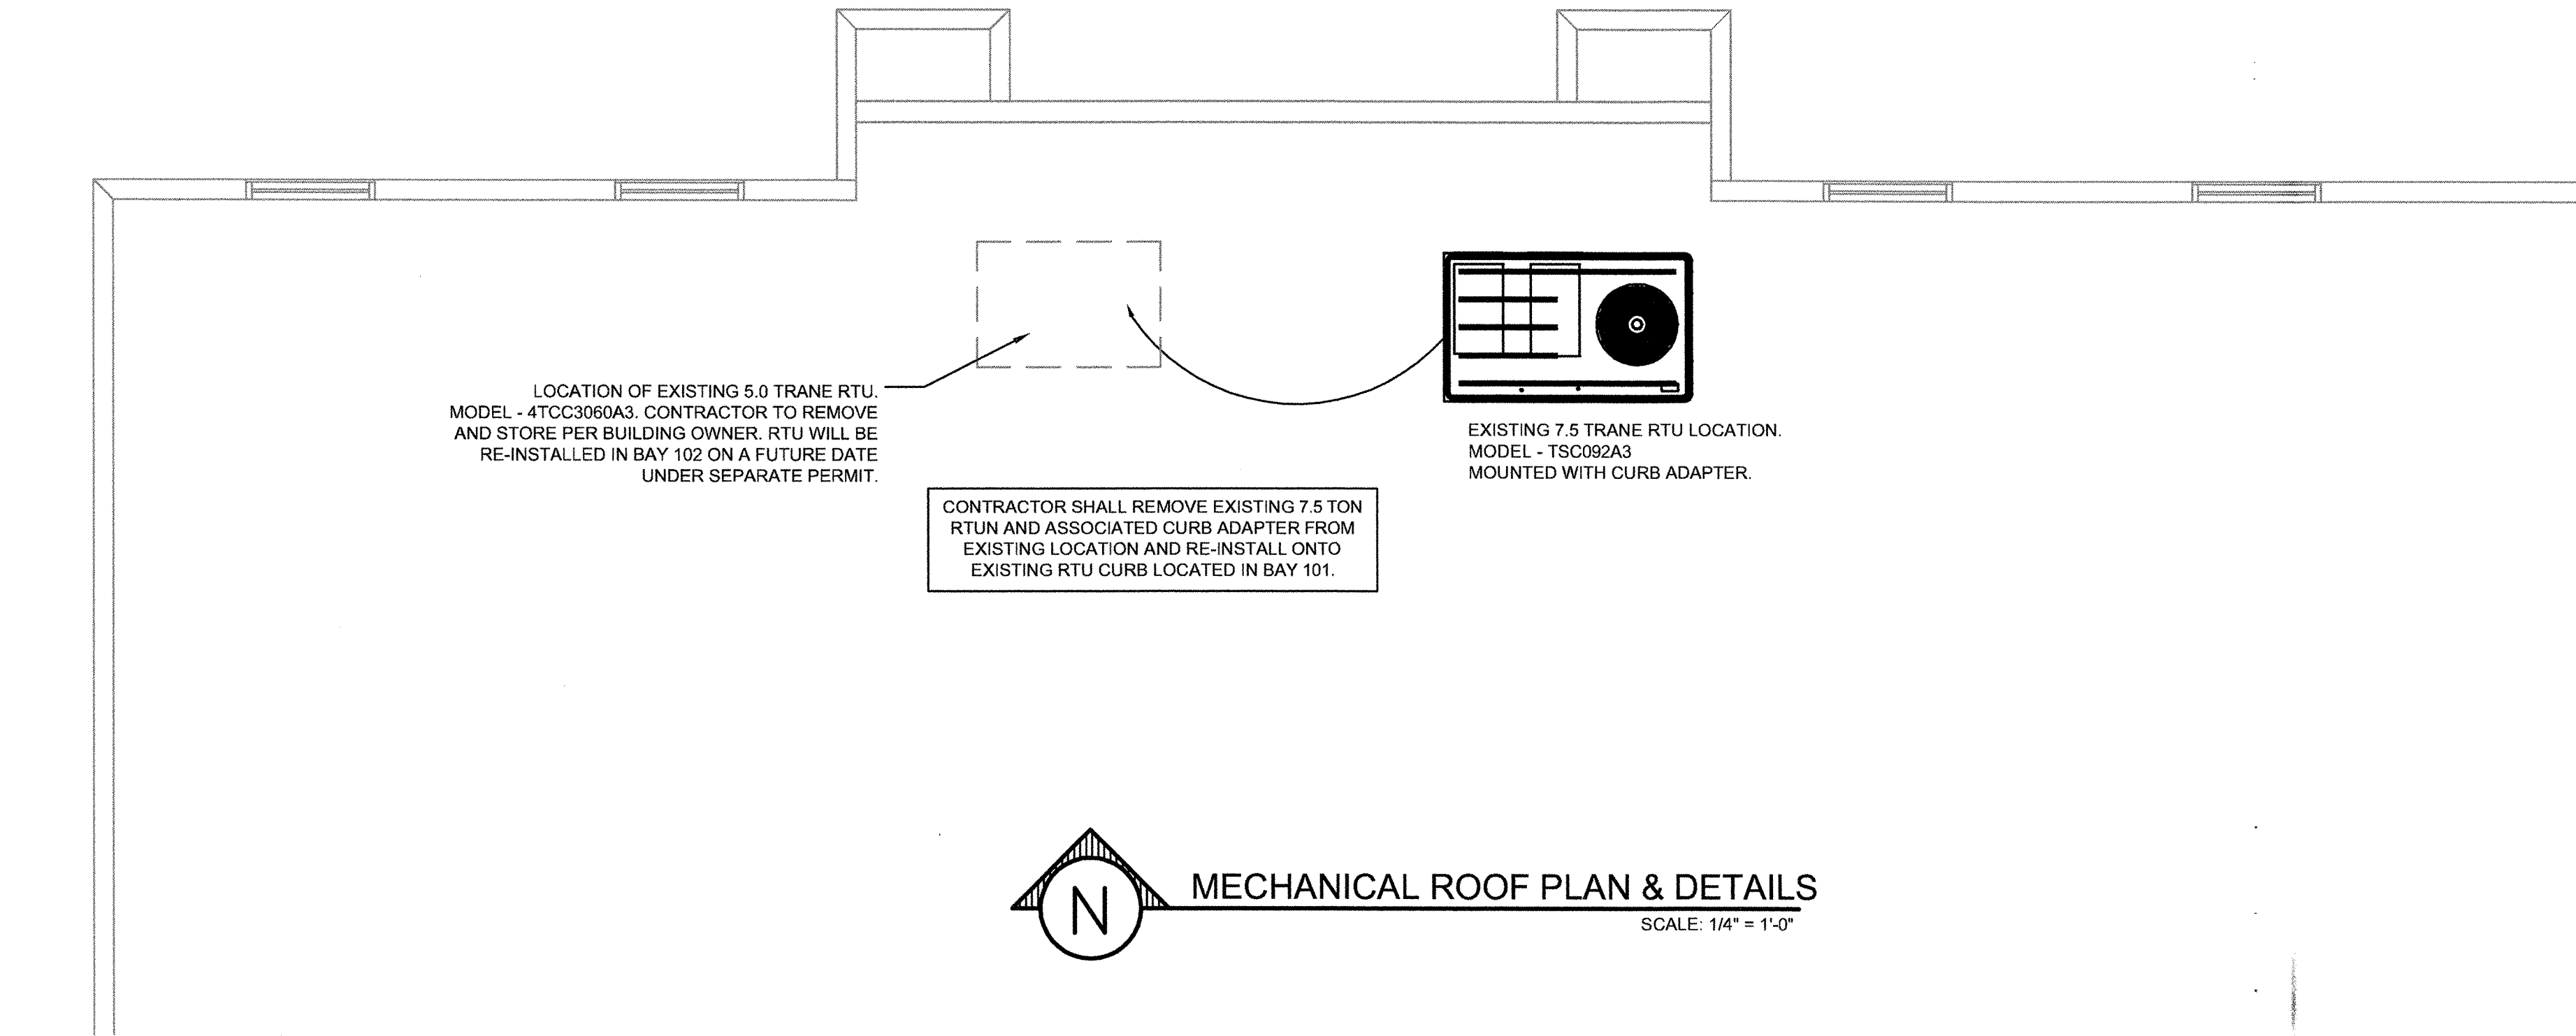 LOCATION OF EXISTING 5.0 TRANE RTU.
MODEL - 4TCC3060A3. CONTRACTOR TO REMOVE
AND STORE PER BUILDING OWNER. RTU WILL BE
RE-INSTALLED IN BAY 102 ON A FUTURE DATE
UNDER SEPARATE PERMIT.
EXISTING 7.5 TRANE RTU LOCATION.
MODEL - TSC092A3
MOUNTED WITH CURB ADAPTER.
CONTRACTOR SHALL REMOVE EXISTING 7.5 TON
RTUN AND ASSOCIATED CURB ADAPTER FROM
EXISTING LOCATION AND RE-INSTALL ONTO
EXISTING RTU CURB LOCATED IN BAY 101.
N
MECHANICAL ROOF PLAN & DETAILS
SCALE: 1/4" = 1'-0"